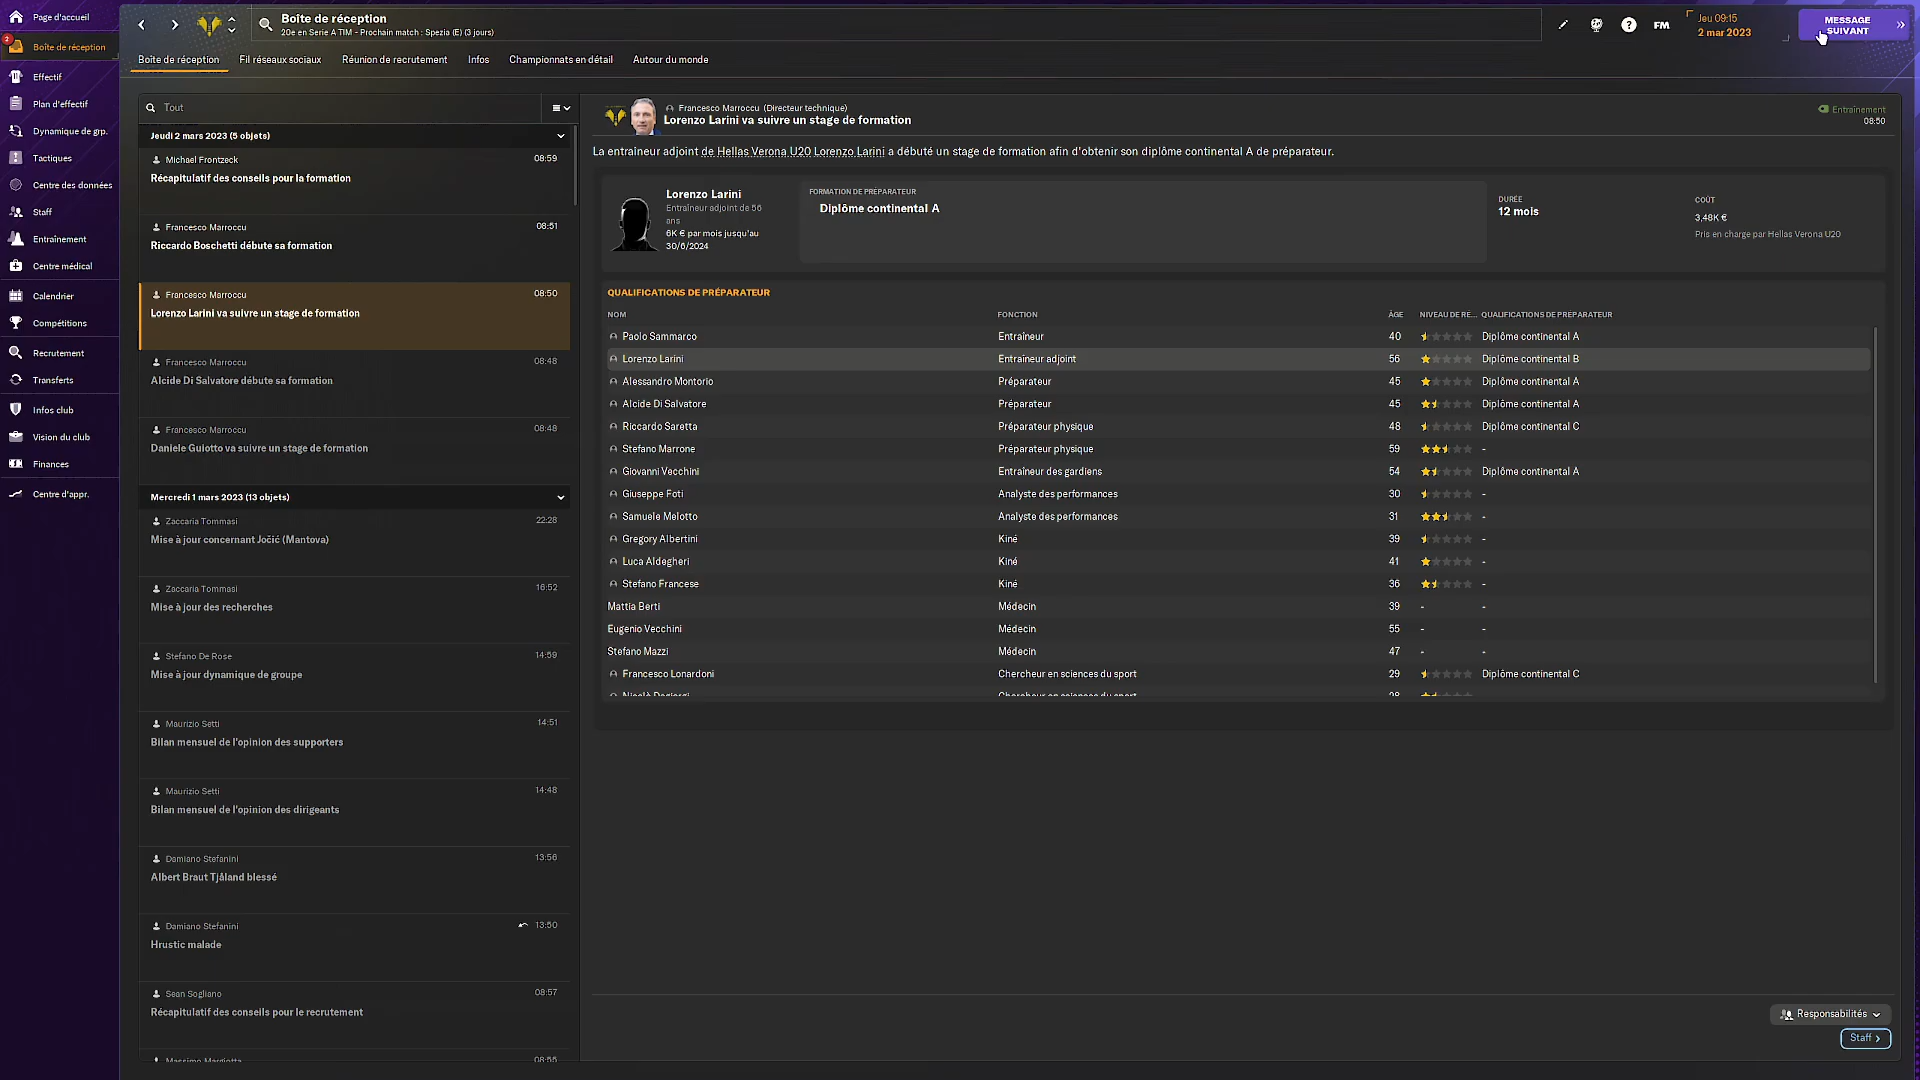 Page d'accueil
2
Boîte de réception
Effectif
Plan d'effectif
Dynamique de grp.
Tactiques
Centre des données
Staff
Entraînement
Centre médical
Calendrier
Compétitions
Recrutement
Transferts
Infos club
Vision du club
Finances
Centre d'appr.
Boîte de réception
20e en Serie A TIM - Prochain match : Spezia (E) (3 jours)
FM
Jeu 09:15
2 mar 2023
MESSAGE
SUIVANT
Boîte de réception Fil réseaux sociaux Réunion de recrutement Infos Championnats en détail Autour du monde
Tout
Jeudi 2 mars 2023 (5 objets)
Michael Frontzeck 08:59
Récapitulatif des conseils pour la formation
Francesco Marroccu 08:51
Riccardo Boschetti débute sa formation
Francesco Marroccu 08:50
Lorenzo Larini va suivre un stage de formation
Francesco Marroccu 08:48
Alcide Di Salvatore débute sa formation
Francesco Marroccu 08:48
Daniele Guiotto va suivre un stage de formation
Mercredi 1 mars 2023 (13 objets)
Zaccaria Tommasi 22:28
Mise à jour concernant Jočić (Mantova)
Zaccaria Tommasi 16:52
Mise à jour des recherches
Stefano De Rose 14:59
Mise à jour dynamique de groupe
Maurizio Setti 14:51
Bilan mensuel de l'opinion des supporters
Maurizio Setti 14:48
Bilan mensuel de l'opinion des dirigeants
Damiano Stefanini 13:56
Albert Braut Tjåland blessé
Damiano Stefanini 13:50
Hrustic malade
Sean Sogliano 08:57
Récapitulatif des conseils pour le recrutement
Massimo Margiotta 08:55
Francesco Marroccu (Directeur technique)
Lorenzo Larini va suivre un stage de formation
Entraînement
08:50
La entraîneur adjoint de Hellas Verona U20 Lorenzo Larini a débuté un stage de formation afin d'obtenir son diplôme continental A de préparateur.
Lorenzo Larini
Entraîneur adjoint de 56
ans
6K € par mois jusqu'au
30/6/2024
FORMATION DE PRÉPARATEUR
Diplôme continental A
DURÉE
12 mois
COÛT
3,48K €
Pris en charge par Hellas Verona U20
QUALIFICATIONS DE PRÉPARATEUR
NOM FONCTION ÂGE NIVEAU DE RE... QUALIFICATIONS DE PRÉPARATEUR
Paolo Sammarco Entraîneur 40 Diplôme continental A
Lorenzo Larini Entraîneur adjoint 56 Diplôme continental B
Alessandro Montorio Préparateur 45 Diplôme continental A
Alcide Di Salvatore Préparateur 45 Diplôme continental A
Riccardo Saretta Préparateur physique 48 Diplôme continental C
Stefano Marrone Préparateur physique 59 -
Giovanni Vecchini Entraîneur des gardiens 54 Diplôme continental A
Giuseppe Foti Analyste des performances 30 -
Samuele Melotto Analyste des performances 31 -
Gregory Albertini Kiné 39 -
Luca Aldegheri Kiné 41 -
Stefano Francese Kiné 36 -
Mattia Berti Médecin 39 - -
Eugenio Vecchini Médecin 55 - -
Stefano Mazzi Médecin 47 - -
Francesco Lonardoni Chercheur en sciences du sport 29 Diplôme continental C
Chercheur en sciences du sport 28
Responsabilités
Staff >